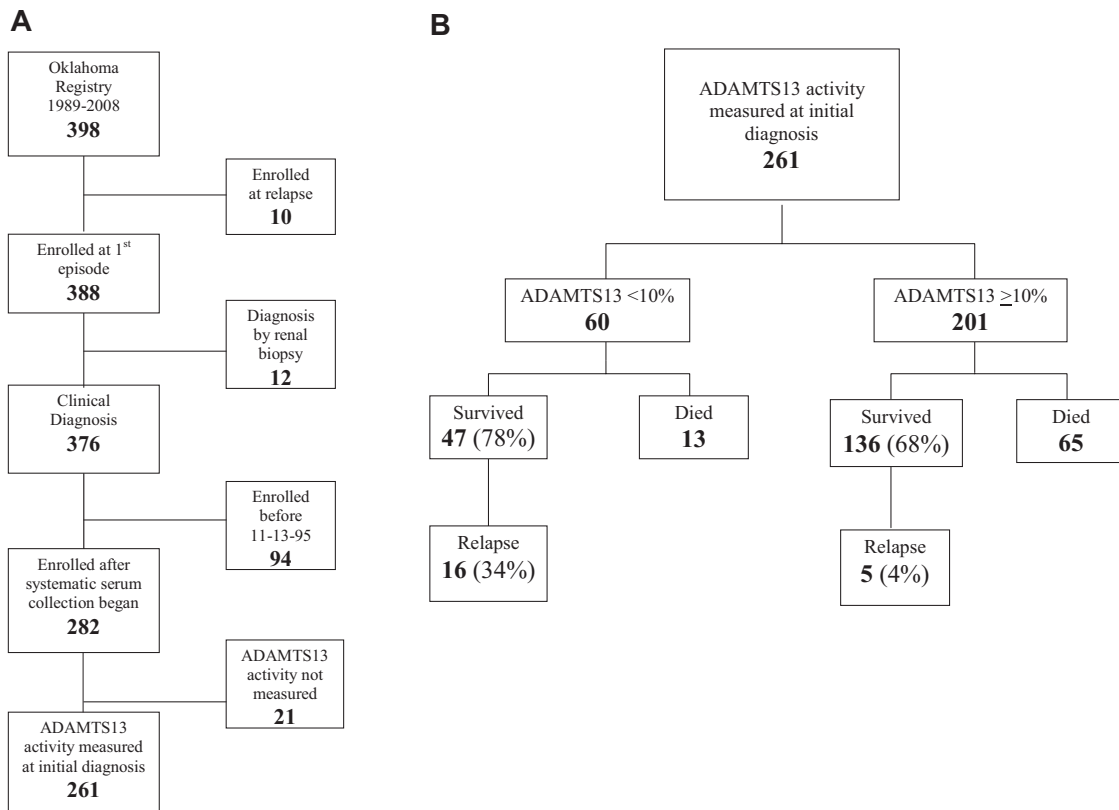 A
Oklahoma
Registry
1989-2008
398
Enrolled
at relapse
10
Enrolled at 1st
episode
388
Diagnosis
by renal
biopsy
12
Clinical
Diagnosis
376
Enrolled
before
11-13-95
94
Enrolled after
systematic serum
collection began
282
ADAMTS13
activity not
measured
21
ADAMTS13
activity measured
at initial diagnosis
261
B
ADAMTS13 activity
measured at initial
diagnosis
261
ADAMTS13 <10%
60
ADAMTS13 ≥10%
201
Survived
47 (78%)
Died
13
Survived
136 (68%)
Died
65
Relapse
16 (34%)
Relapse
5 (4%)